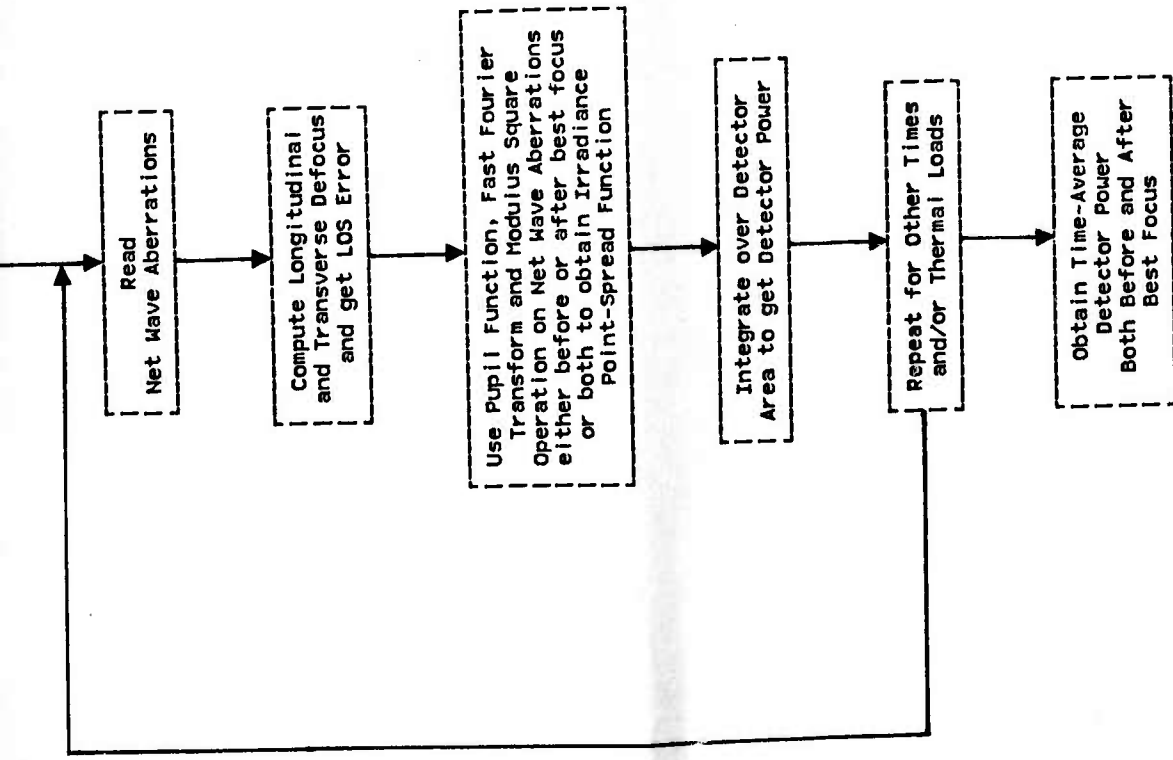 Read
Net Wave Aberrations
Compute Longitudinal
and Transverse Defocus
and get LOS Error
Use Pupil Function, Fast Fourier
Transform and Modulus Square
Operation on Net Wave Aberrations
either before or after best focus
or both to obtain Irradiance
Point-Spread Function
Integrate over Detector
Area to get Detector Power
Repeat for Other Times
and/or Thermal Loads
Obtain Time-Average
Detector Power
Both Before and After
Best Focus